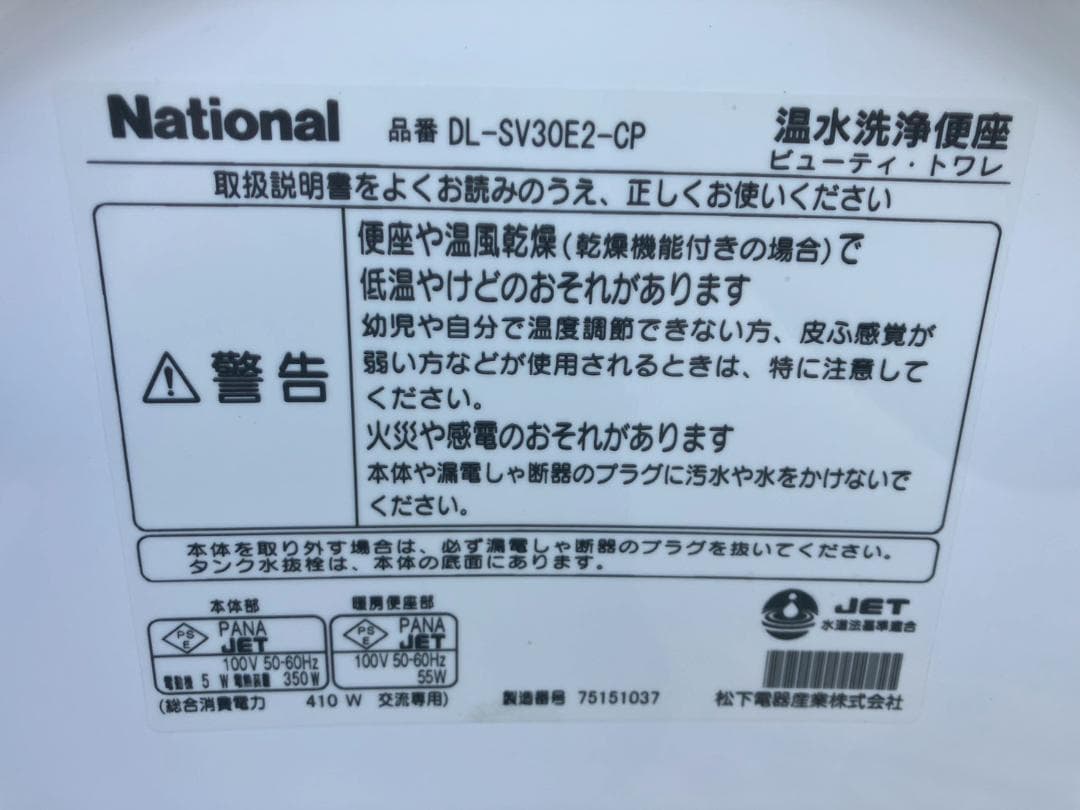 National 品番 DL-SV30E2-CP 温水洗浄便座
ビューティ・トワレ
取扱説明書をよくお読みのうえ、正しくお使いください
警告
便座や温風乾燥(乾燥機能付きの場合)で
低温やけどのおそれがあります
幼児や自分で温度調節できない方、皮ふ感覚が
弱い方などが使用されるときは、特に注意して
ください。
火災や感電のおそれがあります
本体や漏電しゃ断器のプラグに汚水や水をかけないで
ください。
本体を取り外す場合は、必ず漏電しゃ断器のプラグを抜いてください。
タンク水抜栓は、本体の底面にあります。
本体部
PS
E
PANA
JET
100V 50-60Hz
電動機 5 W 電熱装置 350W
暖房便座部
PS
E
PANA
JET
100V 50-60Hz
55W
(総合消費電力 410 W 交流専用)
製造番号 75151037
JET
水道法基準適合
松下電器産業株式会社